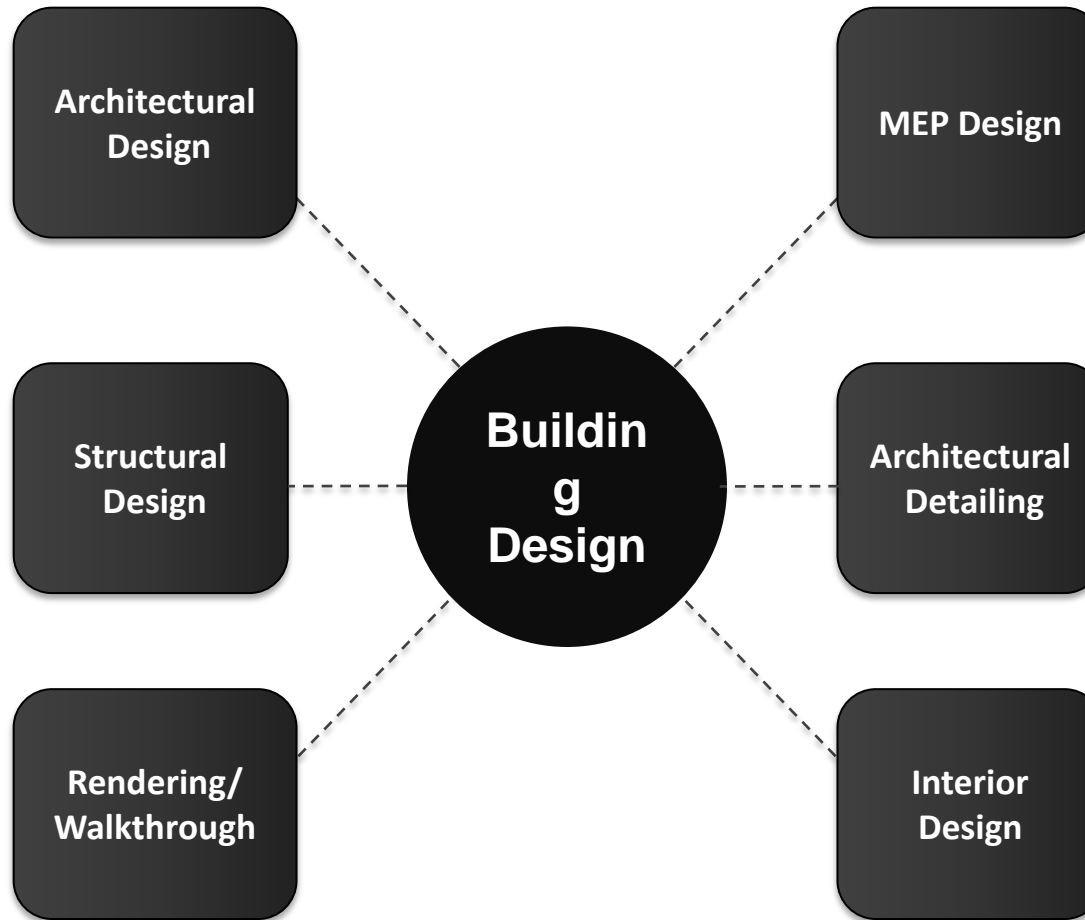 Architectural
Design
MEP Design
Buildin
g
Design
Structural
Design
Architectural
Detailing
Rendering/
Walkthrough
Interior
Design